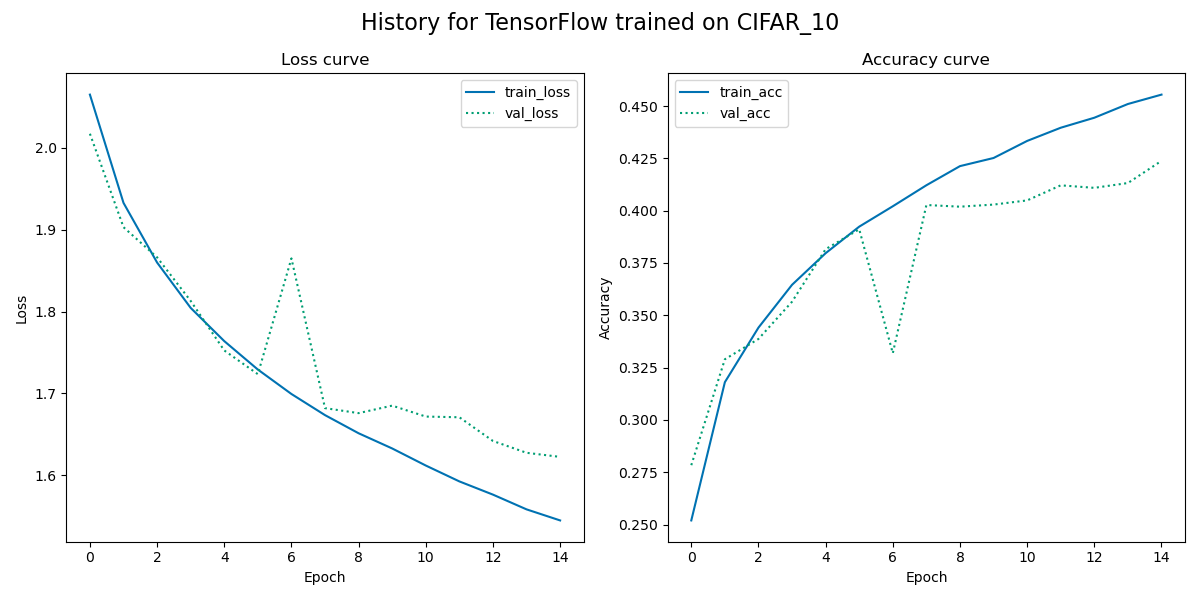 History for TensorFlow trained on CIFAR_10
Loss curve
train_loss
val_loss
2.0
1.9
1.8
1.7
1.6
Loss
0 2 4 6 8 10 12 14
Epoch
Accuracy curve
train_acc
val_acc
0.450
0.425
0.400
0.375
0.350
0.325
0.300
0.275
0.250
Accuracy
0 2 4 6 8 10 12 14
Epoch